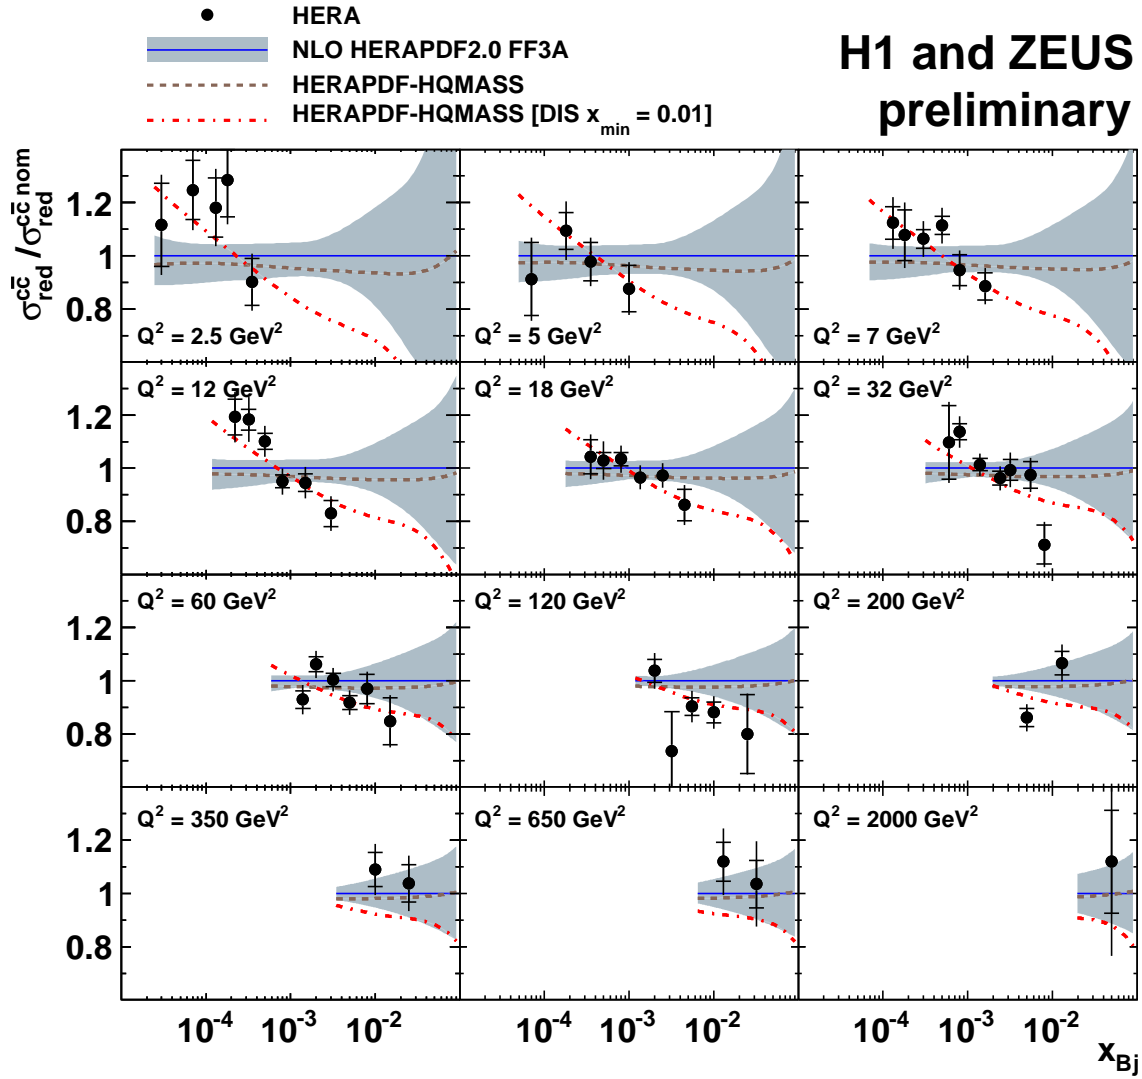 HERA
NLO HERAPDF2.0 FF3A
HERAPDF-HQMASS
HERAPDF-HQMASS [DIS x_min = 0.01]
H1 and ZEUS
preliminary
σ_red^cc̄ / σ_red^cc̄ nom
1.2
1
0.8
Q² = 2.5 GeV²
Q² = 5 GeV²
Q² = 7 GeV²
1.2
1
0.8
Q² = 12 GeV²
Q² = 18 GeV²
Q² = 32 GeV²
1.2
1
0.8
Q² = 60 GeV²
Q² = 120 GeV²
Q² = 200 GeV²
1.2
1
0.8
Q² = 350 GeV²
Q² = 650 GeV²
Q² = 2000 GeV²
10⁻⁴ 10⁻³ 10⁻² 10⁻⁴ 10⁻³ 10⁻² 10⁻⁴ 10⁻³ 10⁻²
x_Bj